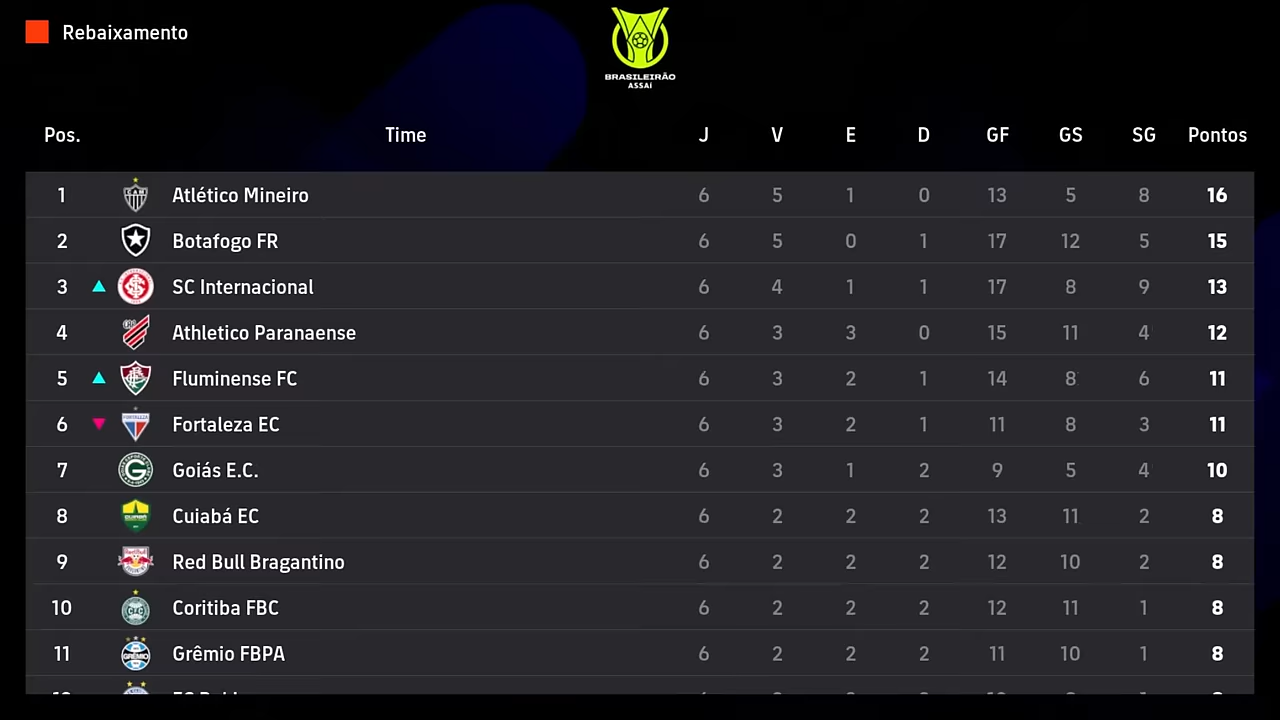 Rebaixamento
BRASILEIRÃO
ASSAÍ
Pos. Time J V E D GF GS SG Pontos
1 Atlético Mineiro 6 5 1 0 13 5 8 16
2 Botafogo FR 6 5 0 1 17 12 5 15
3 SC Internacional 6 4 1 1 17 8 9 13
4 Athletico Paranaense 6 3 3 0 15 11 4 12
5 Fluminense FC 6 3 2 1 14 8 6 11
6 Fortaleza EC 6 3 2 1 11 8 3 11
7 Goiás E.C. 6 3 1 2 9 5 4 10
8 Cuiabá EC 6 2 2 2 13 11 2 8
9 Red Bull Bragantino 6 2 2 2 12 10 2 8
10 Coritiba FBC 6 2 2 2 12 11 1 8
11 Grêmio FBPA 6 2 2 2 11 10 1 8